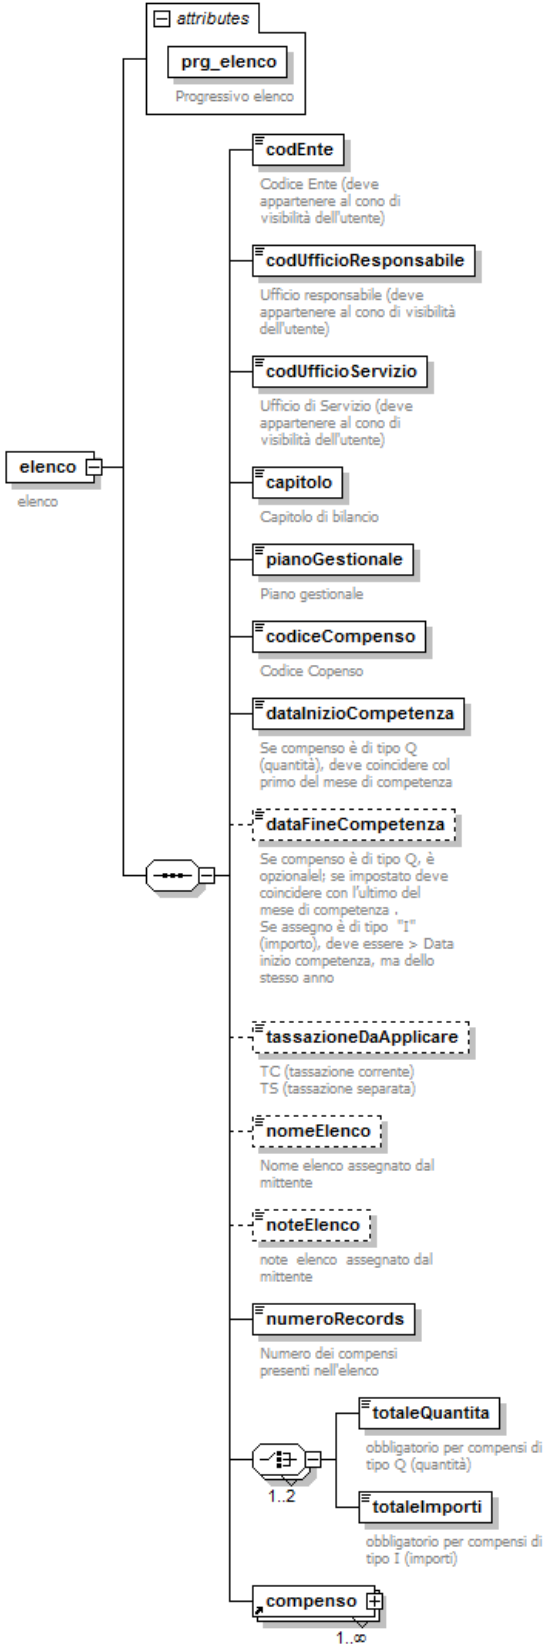 attributes
prg_elenco
Progressivo elenco
codEnte
Codice Ente (deve
appartenere al cono di
visibilità dell'utente)
codUfficioResponsabile
Ufficio responsabile (deve
appartenere al cono di visibilità
dell'utente)
codUfficioServizio
Ufficio di Servizio (deve
appartenere al cono di
visibilità dell'utente)
elenco
elenco
capitolo
Capitolo di bilancio
pianoGestionale
Piano gestionale
codiceCompenso
Codice Copenso
dataInizioCompetenza
Se compenso è di tipo Q
(quantità), deve coincidere col
primo del mese di competenza
dataFineCompetenza
Se compenso è di tipo Q, è
opzionalel; se impostato deve
coincidere con l'ultimo del
mese di competenza .
Se assegno è di tipo "I"
(importo), deve essere > Data
inizio competenza, ma dello
stesso anno
tassazioneDaApplicare
TC (tassazione corrente)
TS (tassazione separata)
nomeElenco
Nome elenco assegnato dal
mittente
noteElenco
note elenco assegnato dal
mittente
numeroRecords
Numero dei compensi
presenti nell'elenco
totaleQuantita
obbligatorio per compensi di
tipo Q (quantità)
1..2
totaleImporti
obbligatorio per compensi di
tipo I (importi)
compenso
1..∞